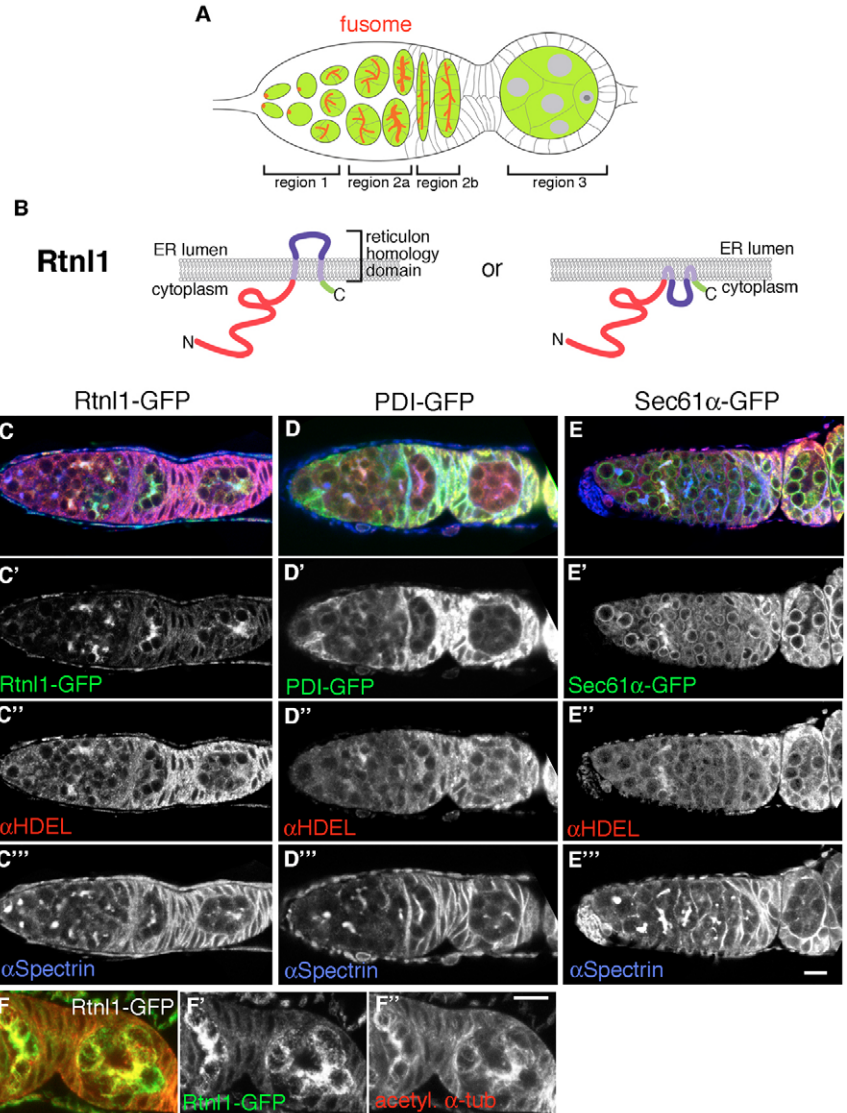 A
fusome
region 1
region 2a
region 2b
region 3
B
Rtnl1
ER lumen
cytoplasm
N
C
reticulon
homology
domain
or
ER lumen
cytoplasm
N
C
Rtnl1-GFP
PDI-GFP
Sec61α-GFP
C
D
E
C'
Rtnl1-GFP
D'
PDI-GFP
E'
Sec61α-GFP
C''
αHDEL
D''
αHDEL
E''
αHDEL
C'''
αSpectrin
D'''
αSpectrin
E'''
αSpectrin
F
Rtnl1-GFP
F'
Rtnl1-GFP
F''
acetyl. α-tub